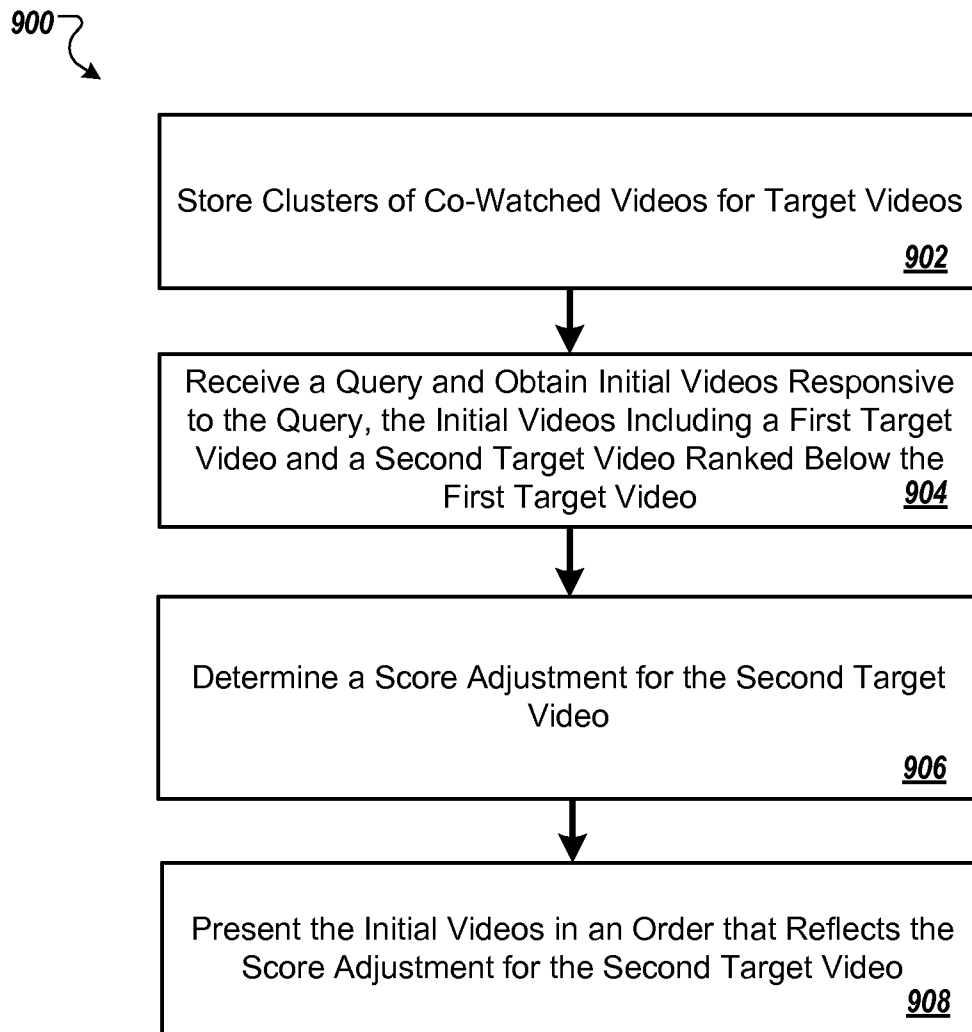 900
Store Clusters of Co-Watched Videos for Target Videos
902
Receive a Query and Obtain Initial Videos Responsive
to the Query, the Initial Videos Including a First Target
Video and a Second Target Video Ranked Below the
First Target Video
904
Determine a Score Adjustment for the Second Target
Video
906
Present the Initial Videos in an Order that Reflects the
Score Adjustment for the Second Target Video
908